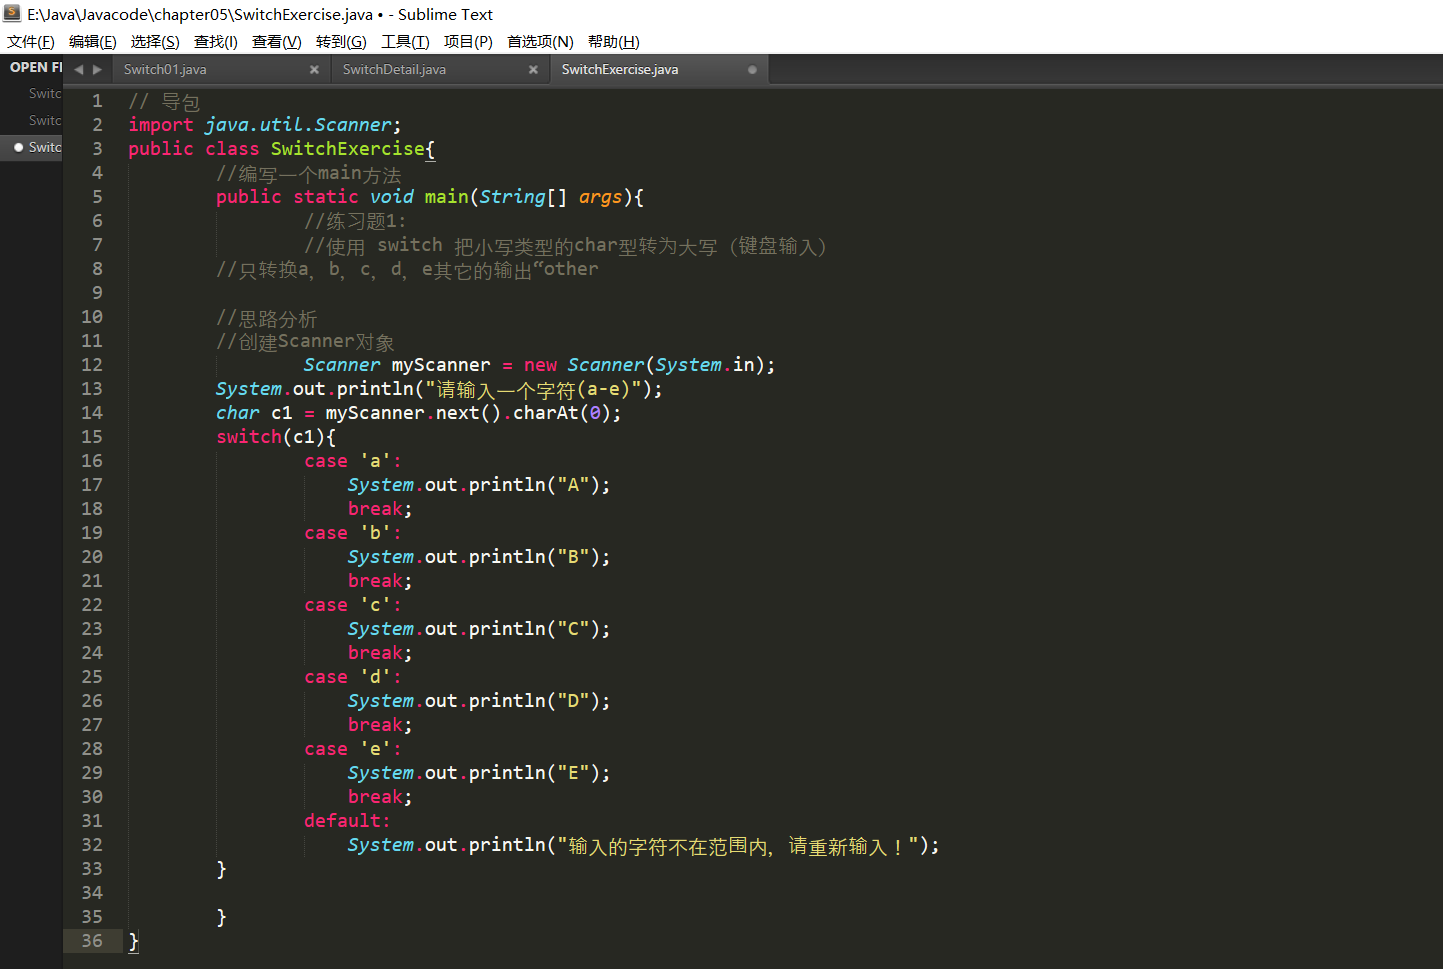 E:\Java\Javacode\chapter05\SwitchExercise.java • - Sublime Text
文件(F) 编辑(E) 选择(S) 查找(I) 查看(V) 转到(G) 工具(T) 项目(P) 首选项(N) 帮助(H)
OPEN FI
Switc
Switc
Switc
Switch01.java SwitchDetail.java SwitchExercise.java
1 // 导包
2 import java.util.Scanner;
3 public class SwitchExercise{
4 //编写一个main方法
5 public static void main(String[] args){
6 //练习题1:
7 //使用 switch 把小写类型的char型转为大写（键盘输入）
8 //只转换a, b, c, d, e其它的输出“other
9
10 //思路分析
11 //创建Scanner对象
12 Scanner myScanner = new Scanner(System.in);
13 System.out.println("请输入一个字符(a-e)");
14 char c1 = myScanner.next().charAt(0);
15 switch(c1){
16 case 'a':
17 System.out.println("A");
18 break;
19 case 'b':
20 System.out.println("B");
21 break;
22 case 'c':
23 System.out.println("C");
24 break;
25 case 'd':
26 System.out.println("D");
27 break;
28 case 'e':
29 System.out.println("E");
30 break;
31 default:
32 System.out.println("输入的字符不在范围内，请重新输入！");
33 }
34
35 }
36 }